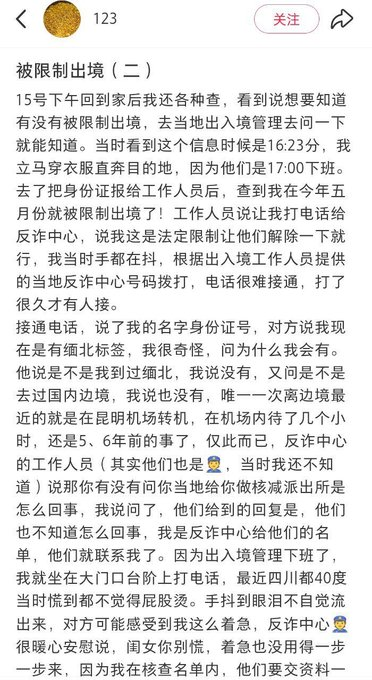 123
关注
被限制出境（二）
15号下午回到家后我还各种查，看到说想要知道
有没有被限制出境，去当地出入境管理去问一下
就能知道。当时看到这个信息时候是16:23分，我
立马穿衣服直奔目的地，因为他们是17:00下班。
去了把身份证报给工作人员后，查到我在今年五
月份就被限制出境了！工作人员说让我打电话给
反诈中心，说我这是法定限制让他们解除一下就
行，我当时手都在抖，根据出入境工作人员提供
的当地反诈中心号码拨打，电话很难接通，打了
很久才有人接。
接通电话，说了我的名字身份证号，对方说我现
在是有缅北标签，我很奇怪，问为什么我会有。
他说是不是我到过缅北，我说没有，又问是不是
去过国内边境，我说也没有，唯一一次离边境最
近的就是在昆明机场转机，在机场内待了几个小
时，还是5、6年前的事了，仅此而已，反诈中心
的工作人员（其实他们也是👮，当时我还不知
道）说那你有没有问你当地给你做核减派出所是
怎么回事，我说问了，他们给到的回复是，他们
也不知道怎么回事，我是反诈中心给他们的名
单，他们就联系我了。因为出入境管理下班了，
我就坐在大门口台阶上打电话，最近四川都40度
当时慌到都不觉得屁股烫。手抖到眼泪不自觉流
出来，对方可能感受到我这么着急，反诈中心👮
很暖心安慰说，闺女你别慌，着急也没用得一步
一步来，因为我在核查名单内，他们要交资料一